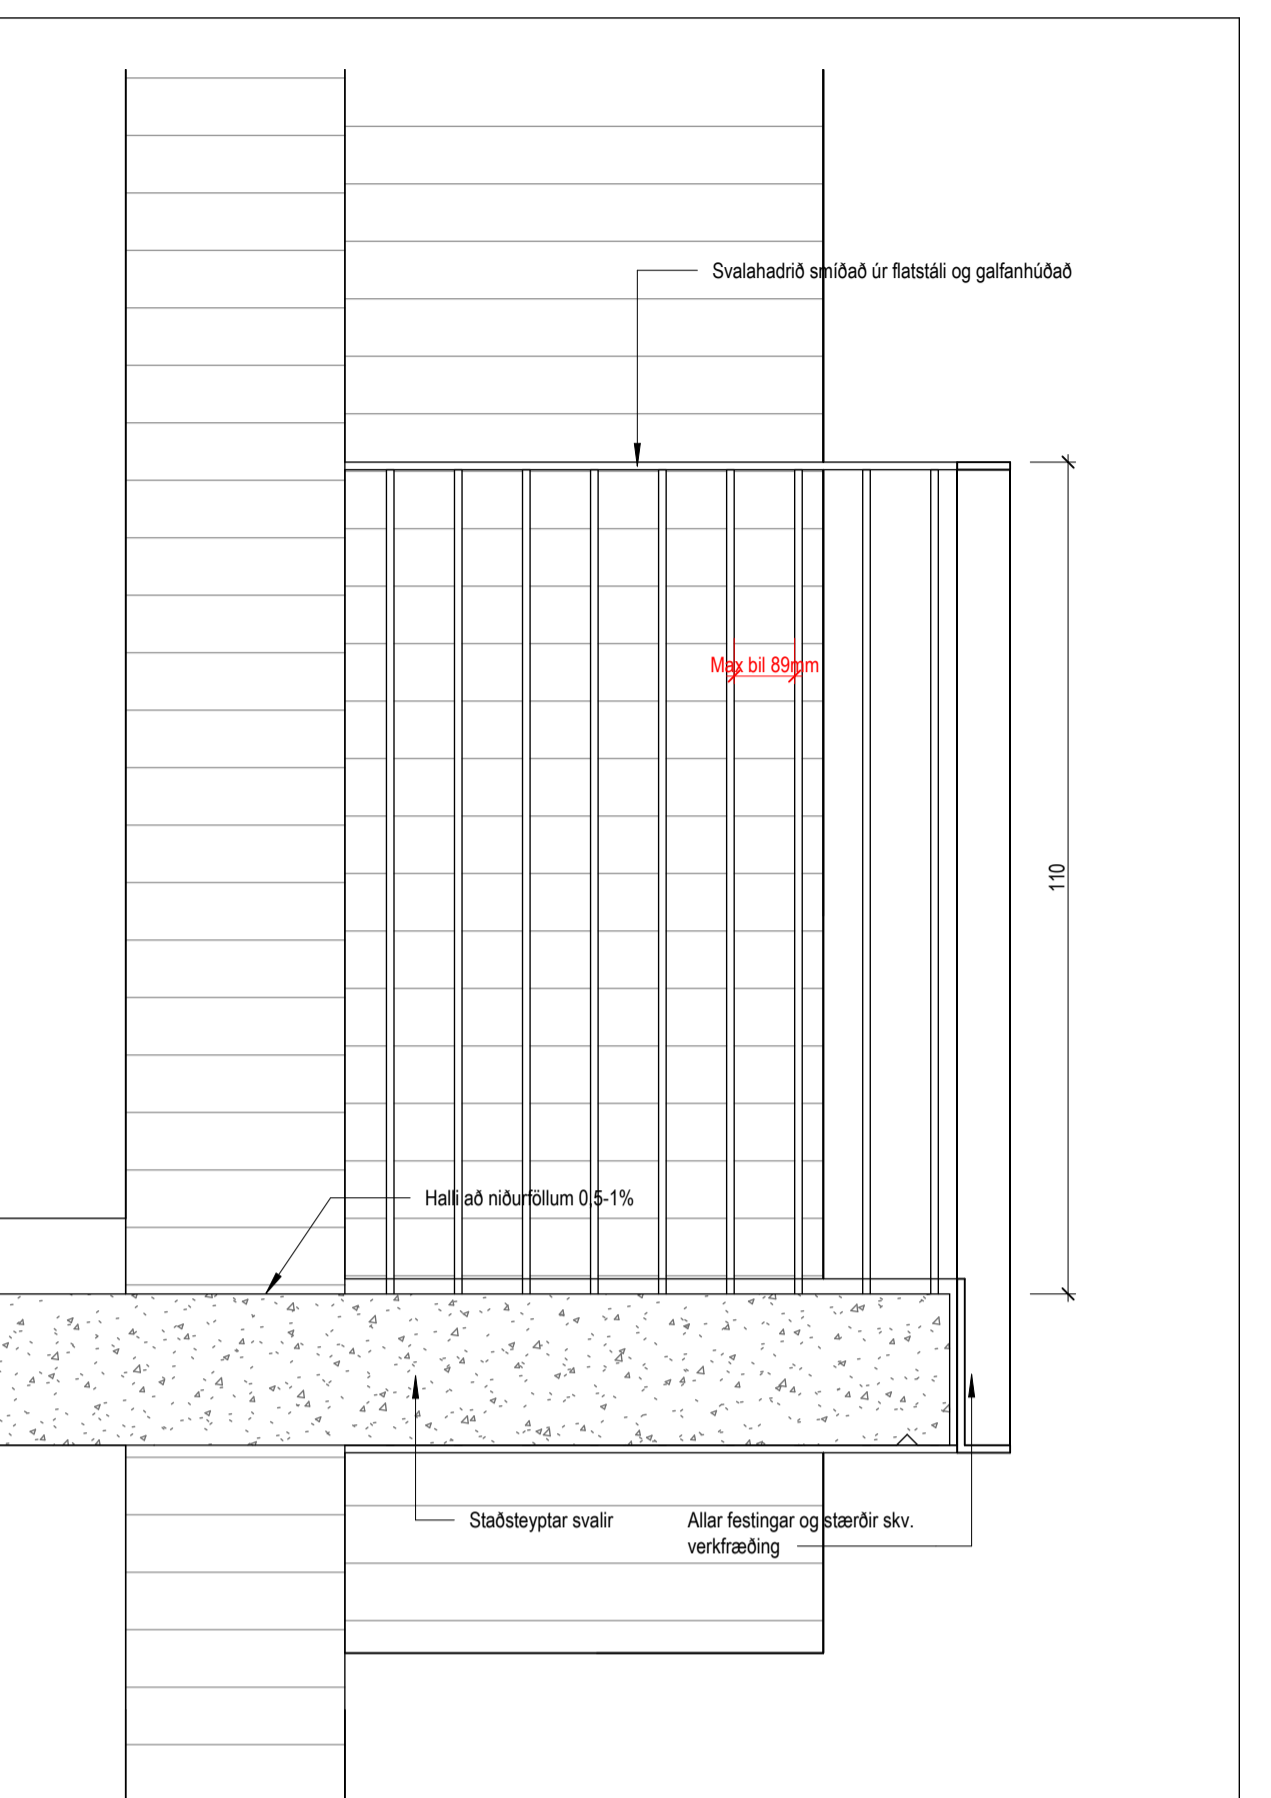 Svalahadrið smíðað úr flatstáli og galfanhúðað
Max bil 89mm
110
Halli að niðurföllum 0,5-1%
Staðsteyptar svalir
Allar festingar og stærðir skv.
verkfræðing